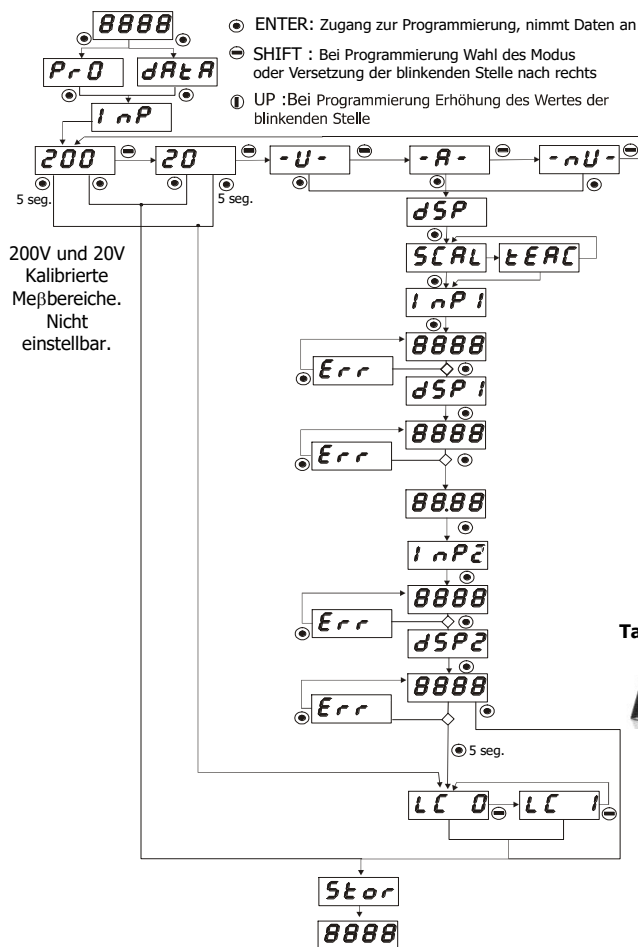 8888
ENTER: Zugang zur Programmierung, nimmt Daten an
Pr0 dAtA
SHIFT : Bei Programmierung Wahl des Modus
oder Versetzung der blinkenden Stelle nach rechts
InP
UP :Bei Programmierung Erhöhung des Wertes der
blinkenden Stelle
200 20 -U- -A- -nU-
5 seg. 5 seg.
dSP
200V und 20V
Kalibrierte
Meβbereiche.
Nicht
einstellbar.
SCAL tEAC
InP1
8888
Err
dSP1
8888
Err
88.88
InP2
8888
Err
dSP2
Ta
8888
Err
5 seg.
LC 0 LC 1
Stor
8888